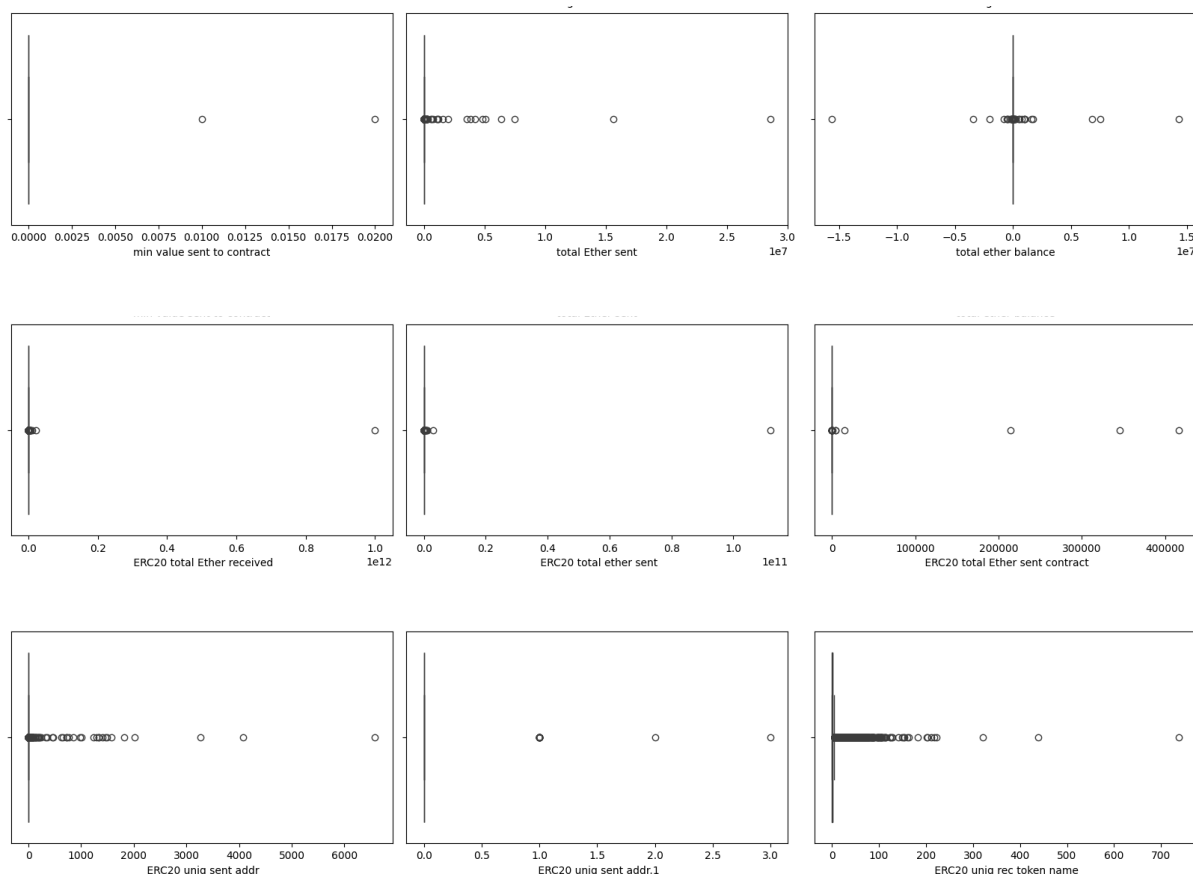 0.0000 0.0025 0.0050 0.0075 0.0100 0.0125 0.0150 0.0175 0.0200
min value sent to contract
0.0 0.5 1.0 1.5 2.0 2.5 3.0
1e7
total Ether sent
−1.5 −1.0 −0.5 0.0 0.5 1.0 1.5
1e7
total ether balance
0.0 0.2 0.4 0.6 0.8 1.0
1e12
ERC20 total Ether received
0.0 0.2 0.4 0.6 0.8 1.0
1e11
ERC20 total ether sent
0 100000 200000 300000 400000
ERC20 total Ether sent contract
0 1000 2000 3000 4000 5000 6000
ERC20 uniq sent addr
0.0 0.5 1.0 1.5 2.0 2.5 3.0
ERC20 uniq sent addr.1
0 100 200 300 400 500 600 700
ERC20 uniq rec token name